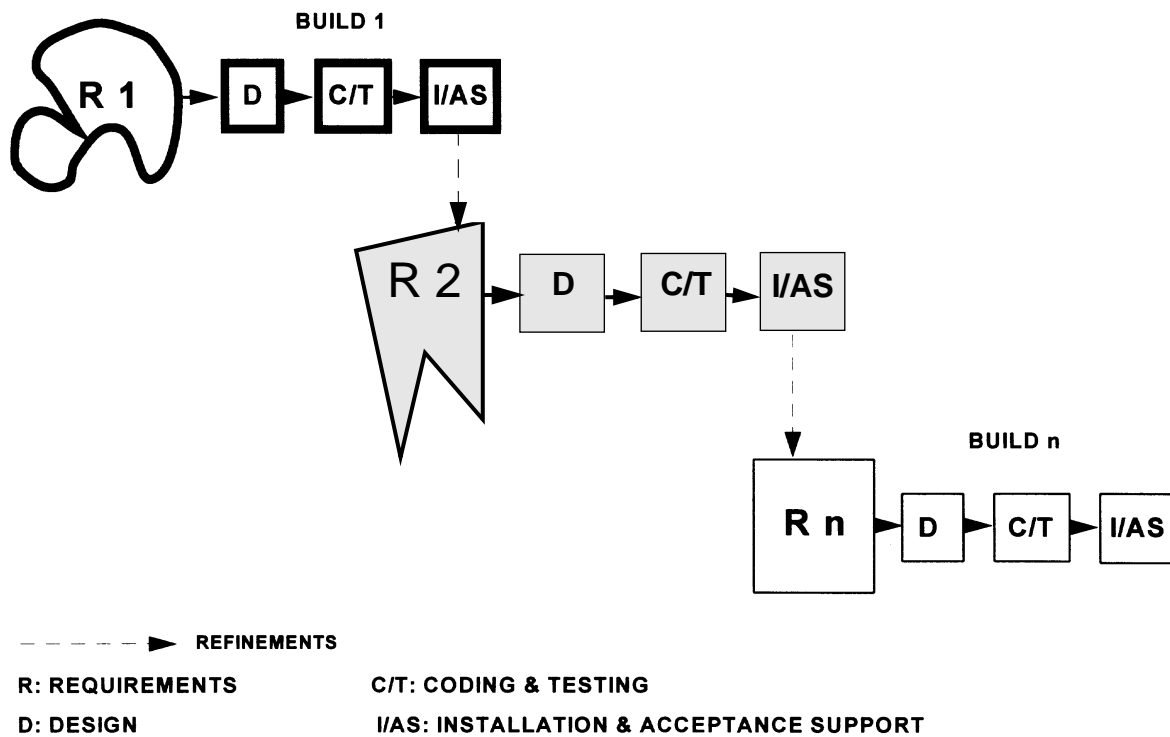 BUILD 1
R 1
D
C/T
I/AS
R 2
D
C/T
I/AS
BUILD n
R n
D
C/T
I/AS
REFINEMENTS
R: REQUIREMENTS
C/T: CODING & TESTING
D: DESIGN
I/AS: INSTALLATION & ACCEPTANCE SUPPORT